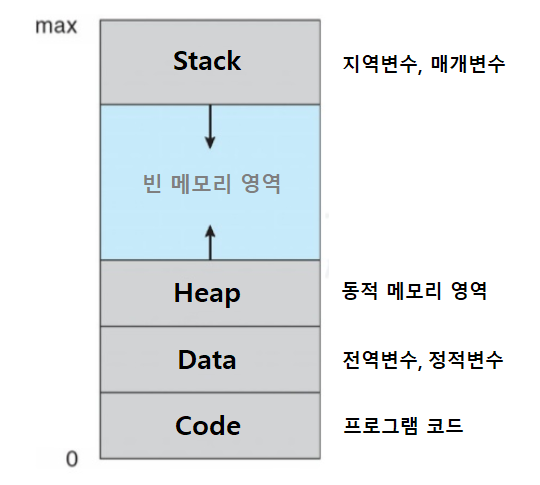 max
Stack
지역변수, 매개변수
빈 메모리 영역
Heap
동적 메모리 영역
Data
전역변수, 정적변수
Code
프로그램 코드
0